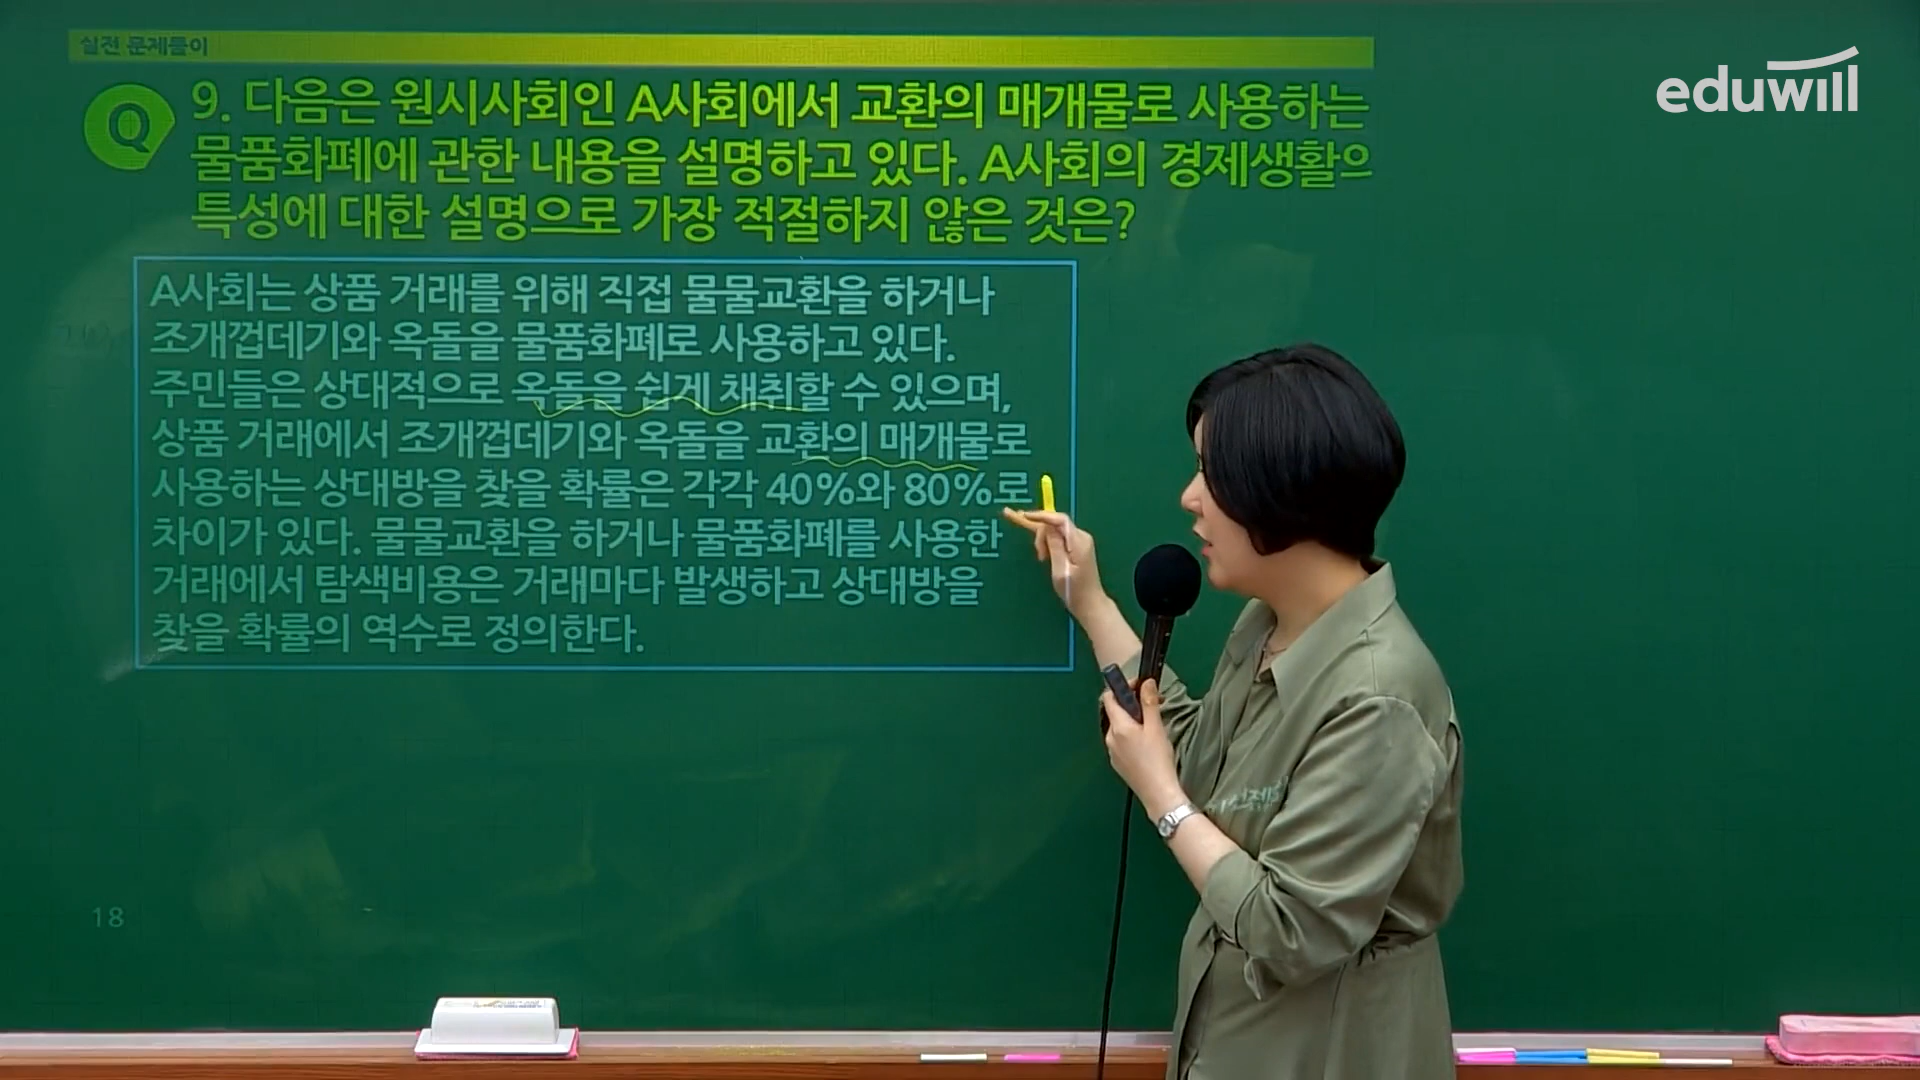 실전 문제풀이
eduwill
Q
9. 다음은 원시사회인 A사회에서 교환의 매개물로 사용하는
물품화폐에 관한 내용을 설명하고 있다. A사회의 경제생활의
특성에 대한 설명으로 가장 적절하지 않은 것은?
A사회는 상품 거래를 위해 직접 물물교환을 하거나
조개껍데기와 옥돌을 물품화폐로 사용하고 있다.
주민들은 상대적으로 옥돌을 쉽게 채취할 수 있으며,
상품 거래에서 조개껍데기와 옥돌을 교환의 매개물로
사용하는 상대방을 찾을 확률은 각각 40%와 80%로
차이가 있다. 물물교환을 하거나 물품화폐를 사용한
거래에서 탐색비용은 거래마다 발생하고 상대방을
찾을 확률의 역수로 정의한다.
18